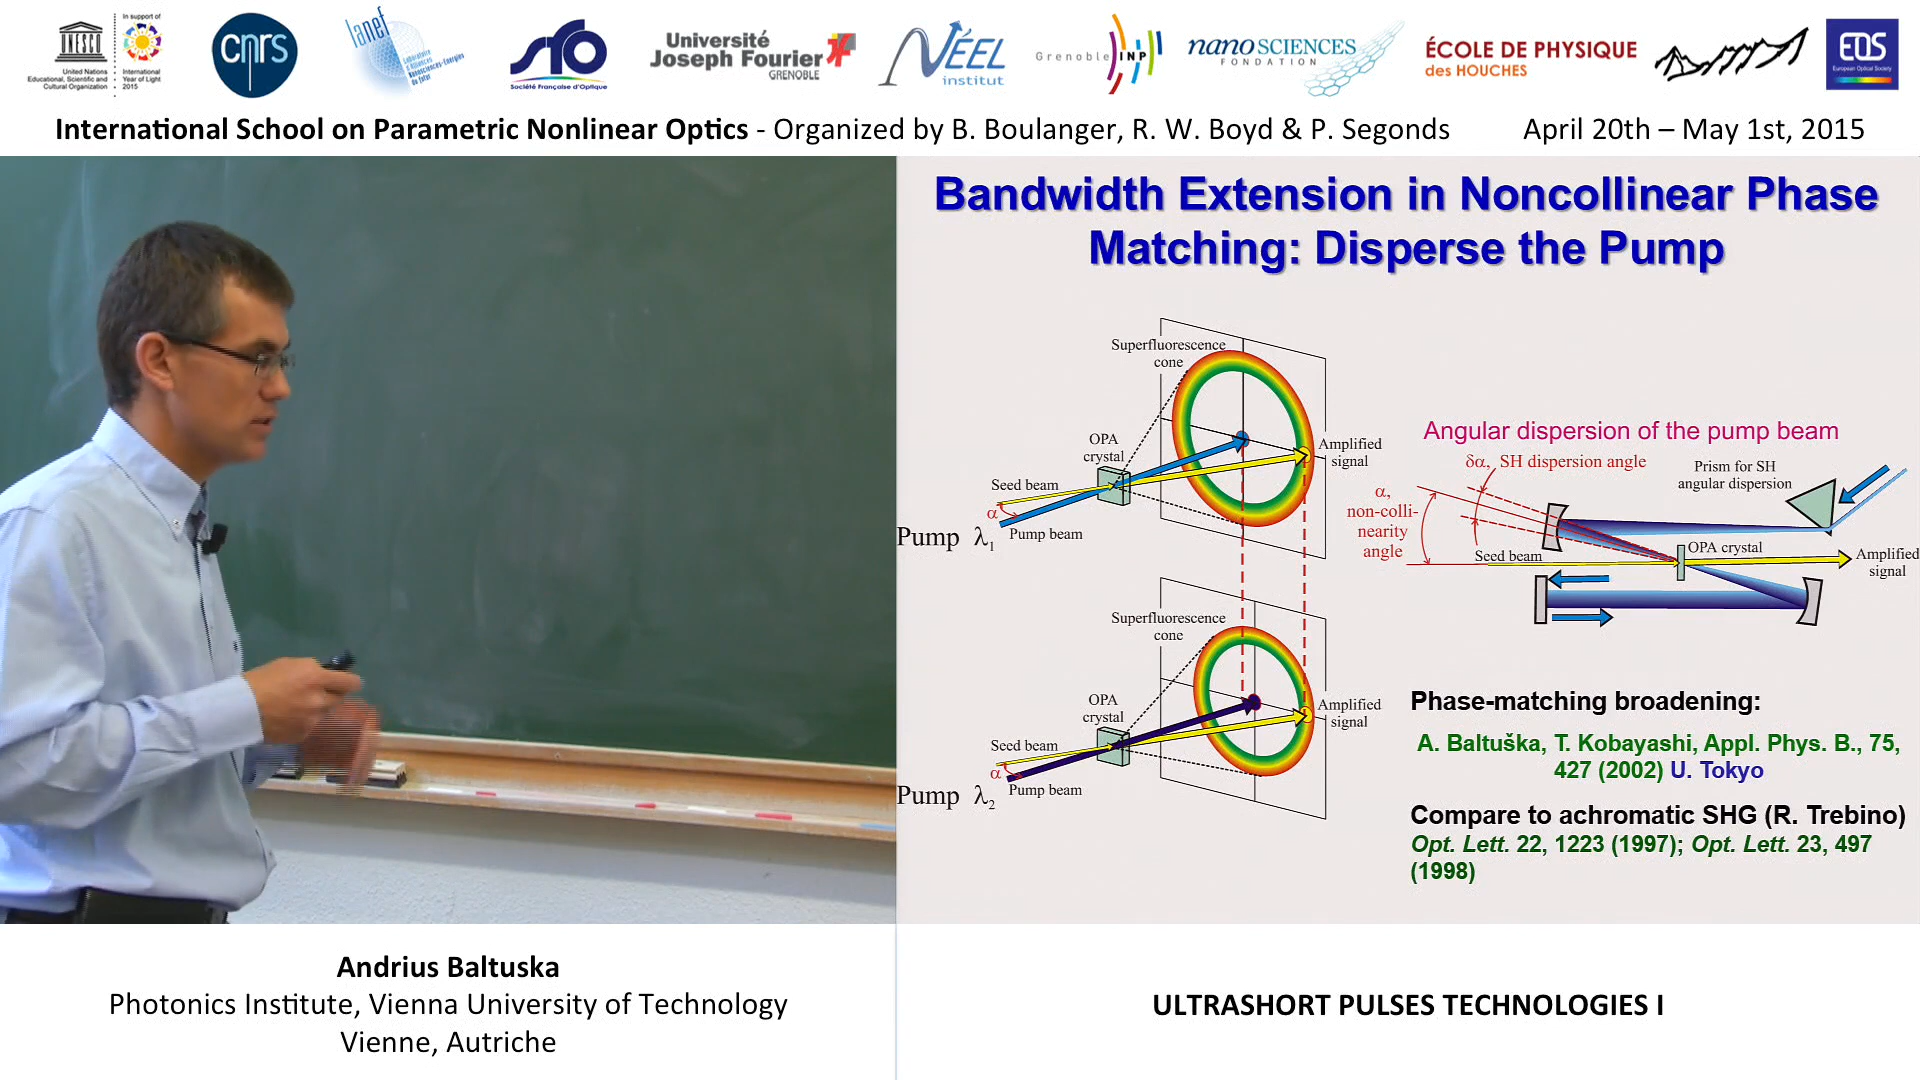 In support of
UNESCO
United Nations
Educational, Scientific and
Cultural Organization
International
Year of Light
2015
cnrs
lanef
Laboratoire
d'Alliances
Nanosciences-Energies
du Futur
SFO
Société Française d'Optique
Université
Joseph Fourier
GRENOBLE
NÉEL
institut
Grenoble INP
nanoSCIENCES
FONDATION
ÉCOLE DE PHYSIQUE
des HOUCHES
EOS
European Optical Society
International School on Parametric Nonlinear Optics - Organized by B. Boulanger, R. W. Boyd & P. Segonds April 20th – May 1st, 2015
Bandwidth Extension in Noncollinear Phase
Matching: Disperse the Pump
Superfluorescence
cone
OPA
crystal
Amplified
signal
Seed beam
α
Pump beam
Pump λ1
Superfluorescence
cone
OPA
crystal
Amplified
signal
Seed beam
α
Pump beam
Pump λ2
Angular dispersion of the pump beam
δα, SH dispersion angle
Prism for SH
angular dispersion
α,
non-colli-
nearity
angle
Seed beam
OPA crystal
Amplified
signal
Phase-matching broadening:
A. Baltuška, T. Kobayashi, Appl. Phys. B., 75,
427 (2002) U. Tokyo
Compare to achromatic SHG (R. Trebino)
Opt. Lett. 22, 1223 (1997); Opt. Lett. 23, 497
(1998)
Andrius Baltuska
Photonics Institute, Vienna University of Technology
Vienne, Autriche
ULTRASHORT PULSES TECHNOLOGIES I